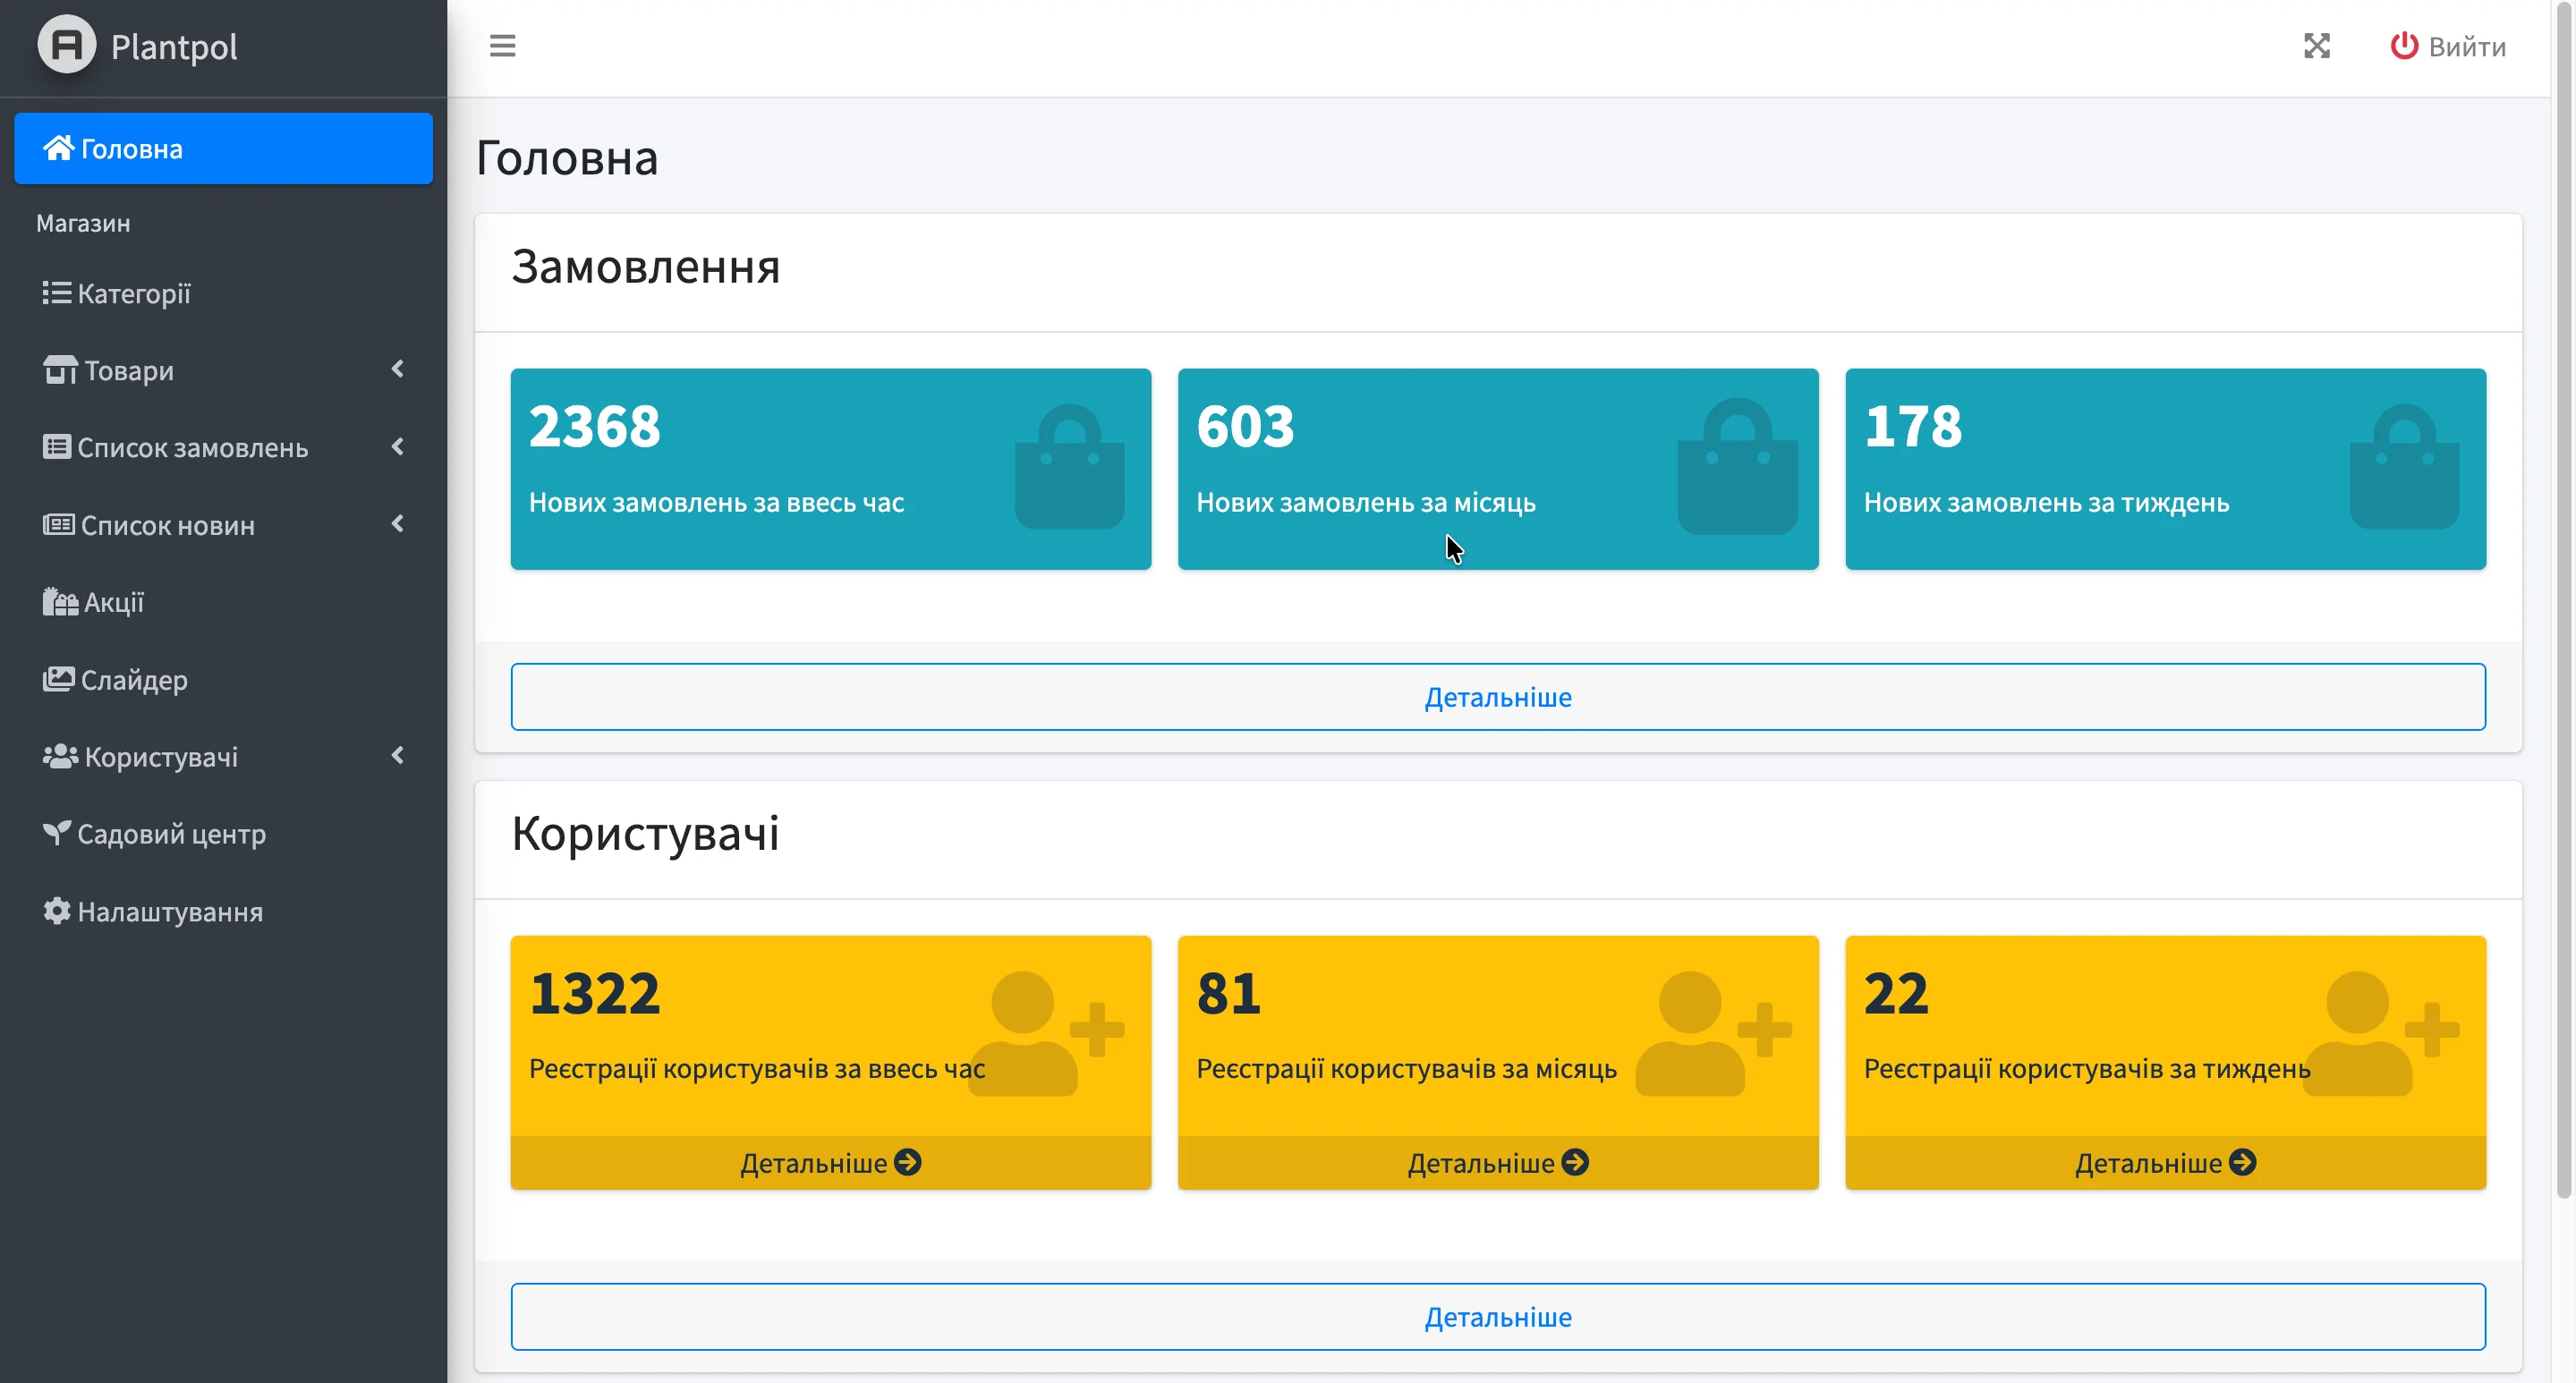 Plantpol
Вийти
Головна
Магазин
Категорії
Товари
Список замовлень
Список новин
Акції
Слайдер
Користувачі
Садовий центр
Налаштування
Головна
Замовлення
2368
Нових замовлень за ввесь час
603
Нових замовлень за місяць
178
Нових замовлень за тиждень
Детальніше
Користувачі
1322
Реєстрації користувачів за ввесь час
Детальніше
81
Реєстрації користувачів за місяць
Детальніше
22
Реєстрації користувачів за тиждень
Детальніше
Детальніше